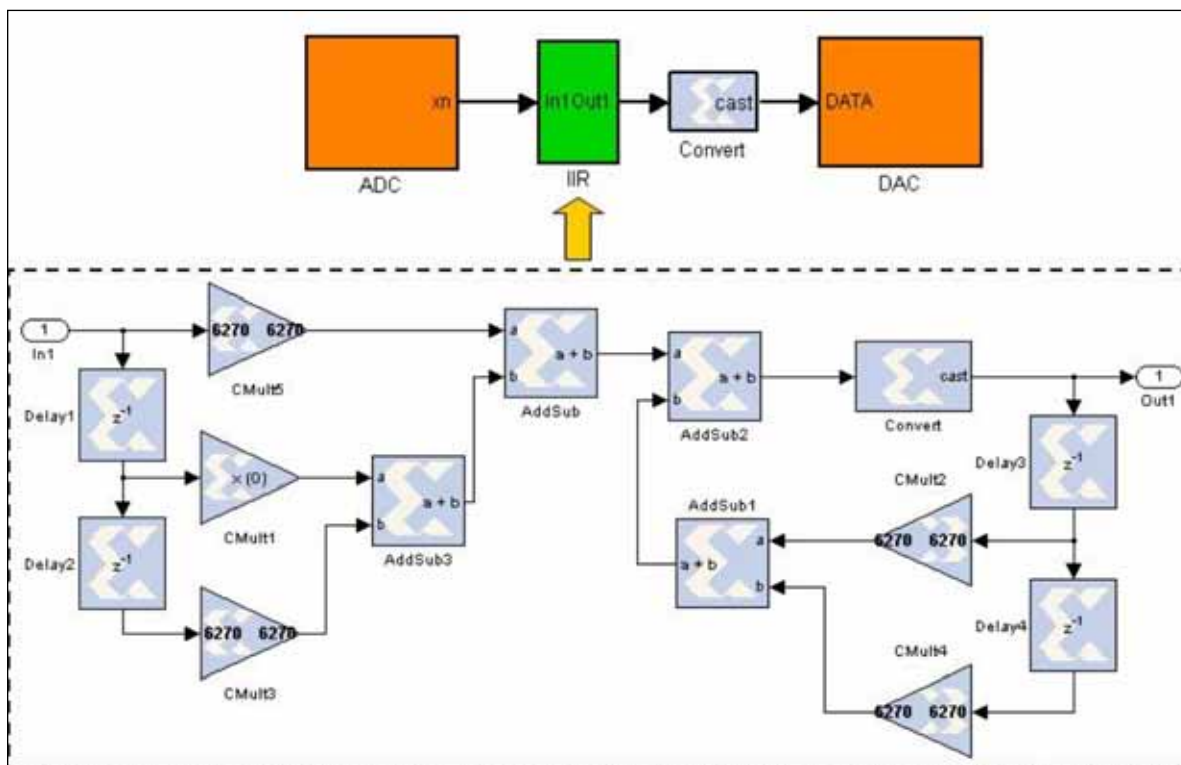 xn
In1 Out1
cast
DATA
ADC
IIR
Convert
DAC
1
In1
6270 6270
CMult5
a
b
a + b
AddSub
a
b
a + b
AddSub2
cast
Convert
1
Out1
Delay1
z-1
x (0)
CMult1
a
b
a + b
AddSub3
Delay2
z-1
6270 6270
CMult3
AddSub1
a
b
a + b
CMult2
6270 6270
Delay3
z-1
Delay4
z-1
CMult4
6270 6270